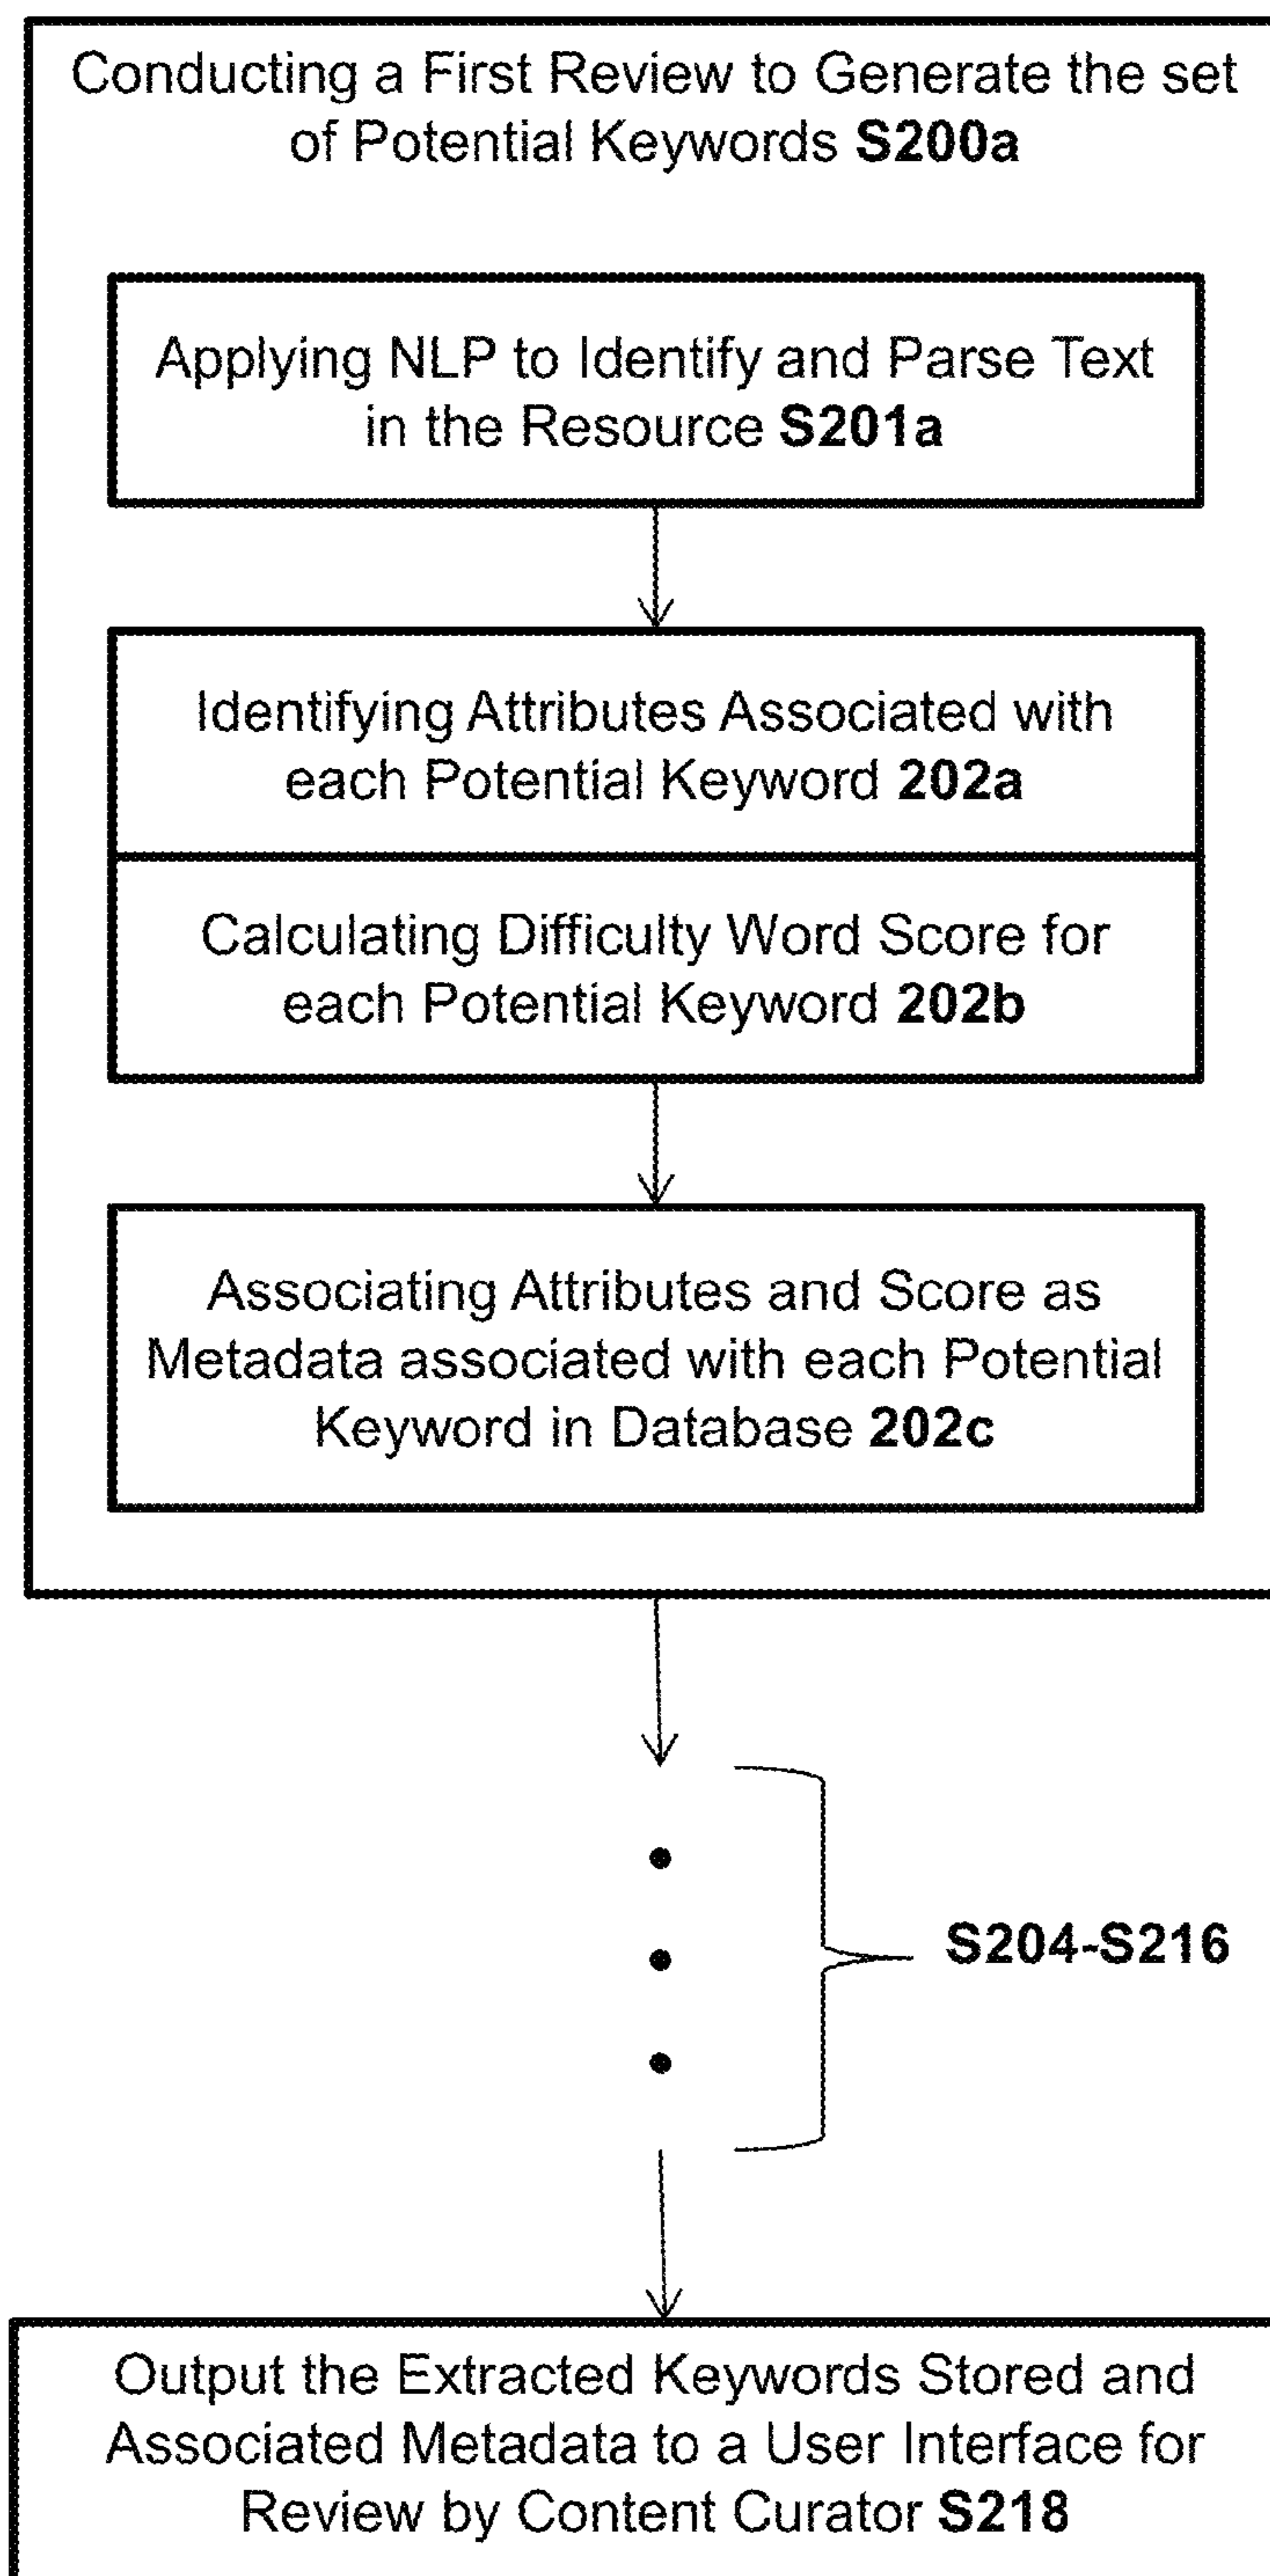 Conducting a First Review to Generate the set
of Potential Keywords S200a
Applying NLP to Identify and Parse Text
in the Resource S201a
Identifying Attributes Associated with
each Potential Keyword 202a
Calculating Difficulty Word Score for
each Potential Keyword 202b
Associating Attributes and Score as
Metadata associated with each Potential
Keyword in Database 202c
S204-S216
Output the Extracted Keywords Stored and
Associated Metadata to a User Interface for
Review by Content Curator S218